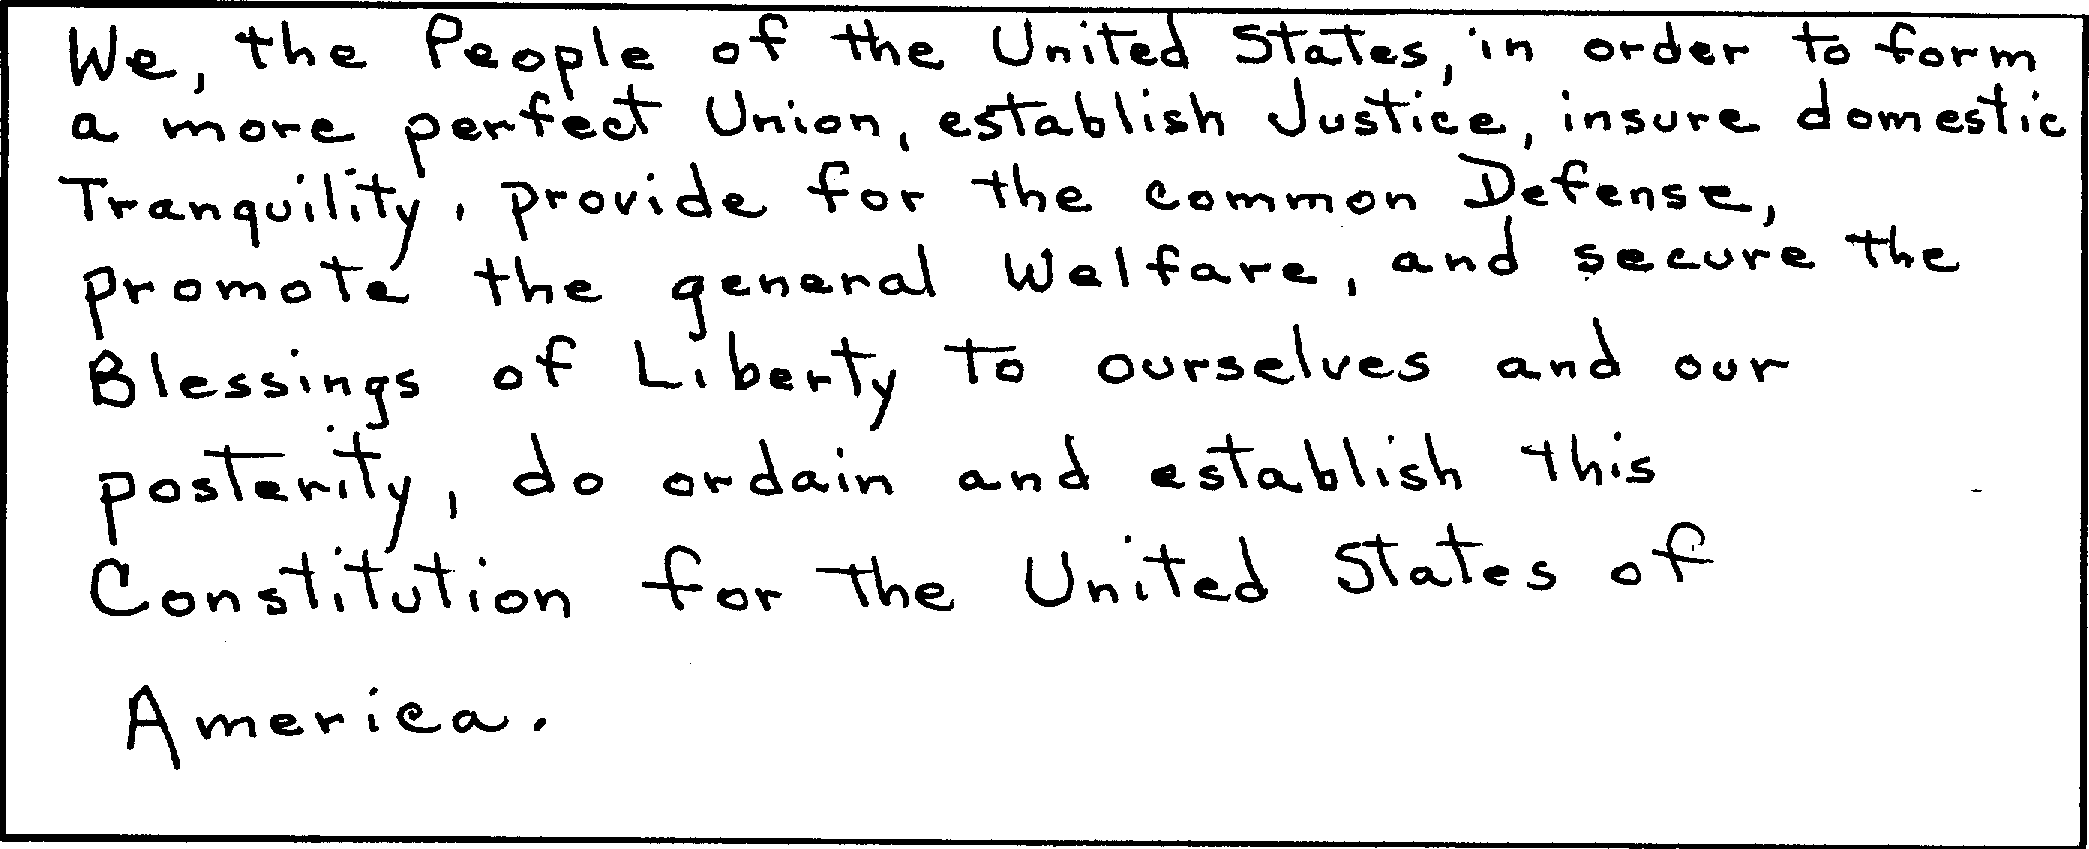 We, the People of the United States, in order to form
a more perfect Union, establish Justice, insure domestic
Tranquility, provide for the common Defense,
promote the general Welfare, and secure the
Blessings of Liberty to ourselves and our
posterity, do ordain and establish this
Constitution for the United States of
America.